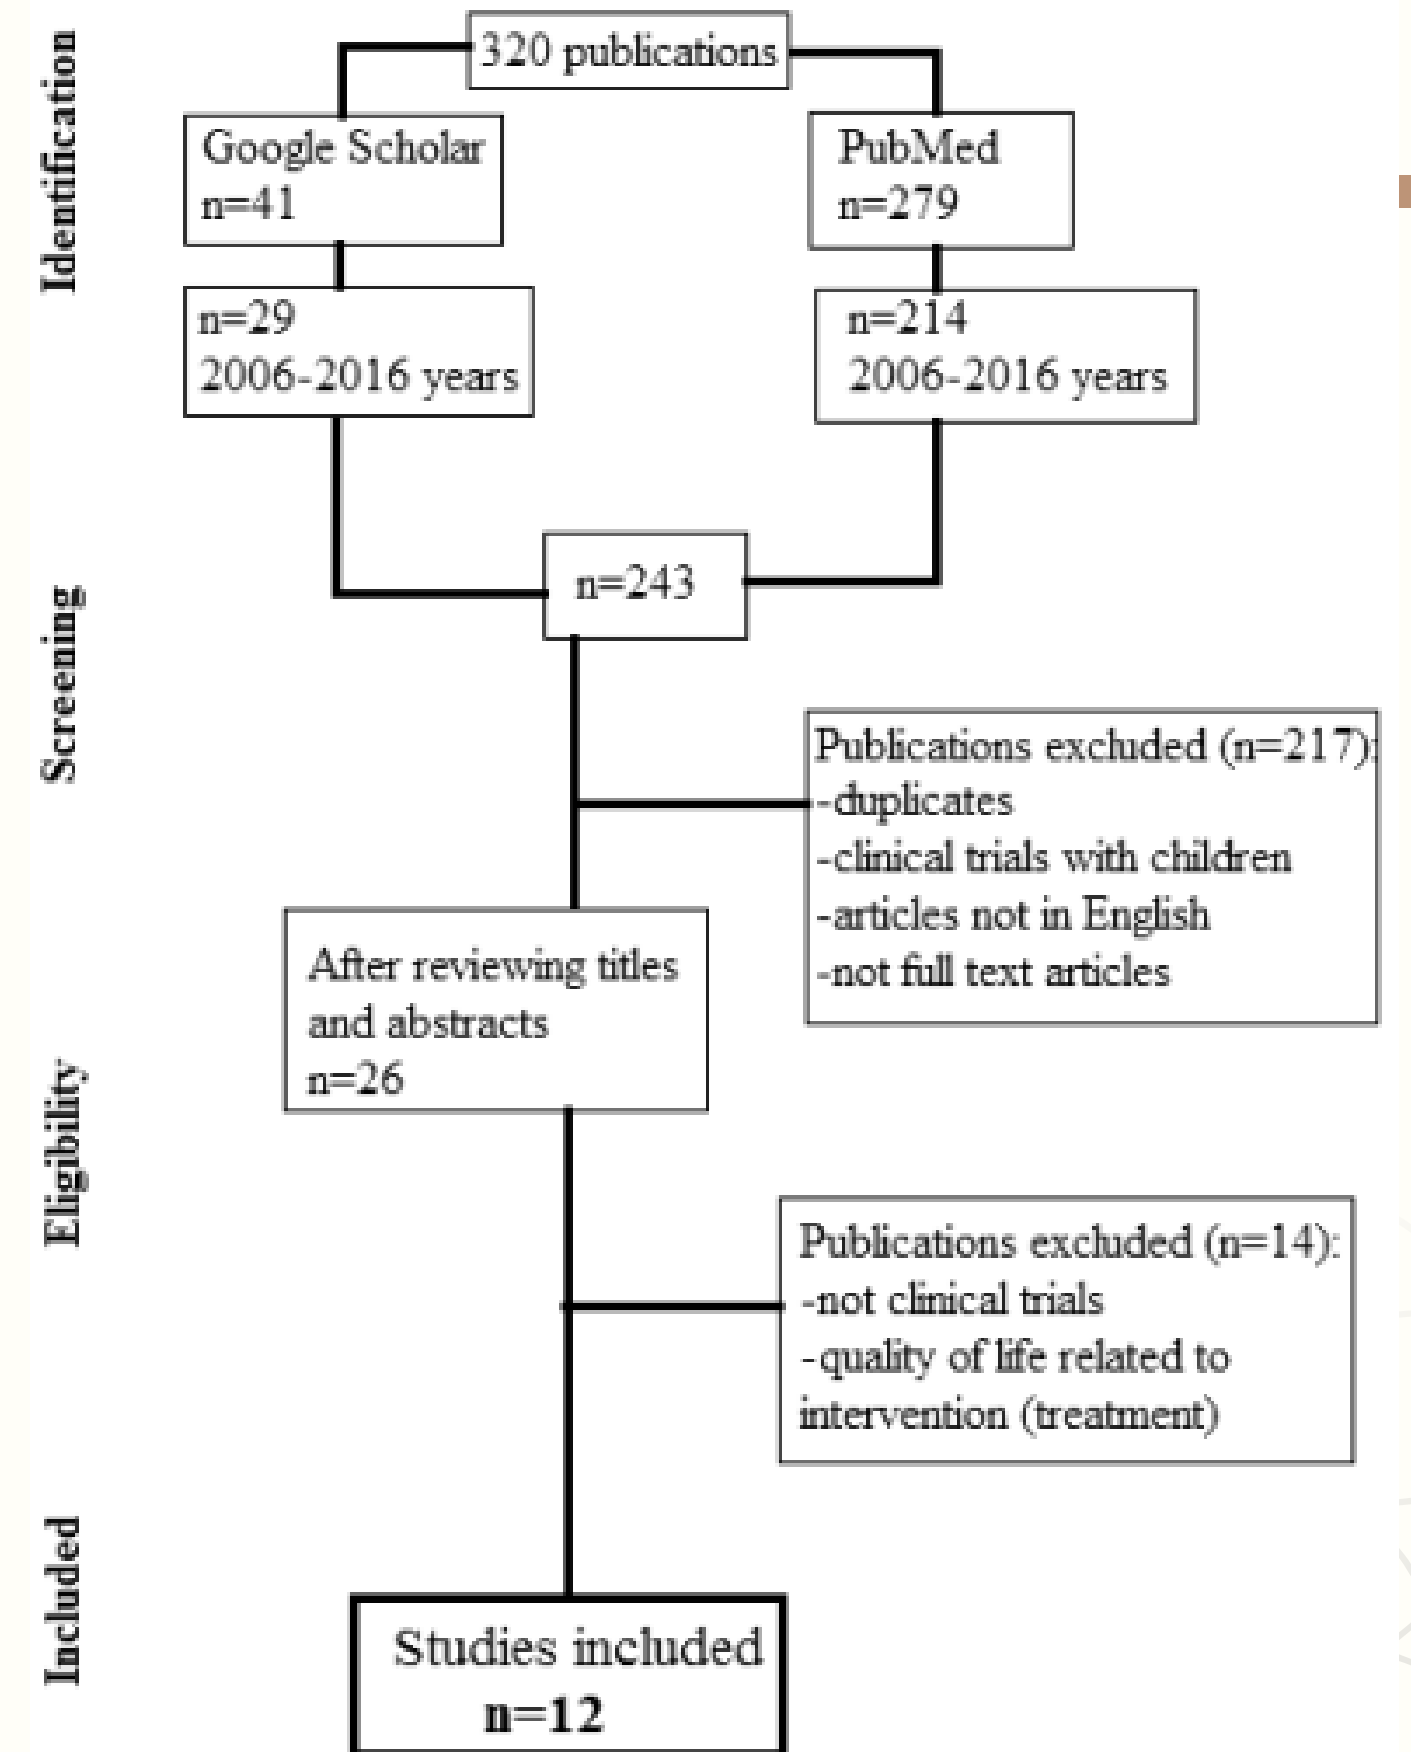 Identification
320 publications
Google Scholar
n=41
PubMed
n=279
n=29
2006-2016 years
n=214
2006-2016 years
Screening
n=243
Publications excluded (n=217):
-duplicates
-clinical trials with children
-articles not in English
-not full text articles
Eligibility
After reviewing titles
and abstracts
n=26
Publications excluded (n=14):
-not clinical trials
-quality of life related to
intervention (treatment)
Included
Studies included
n=12